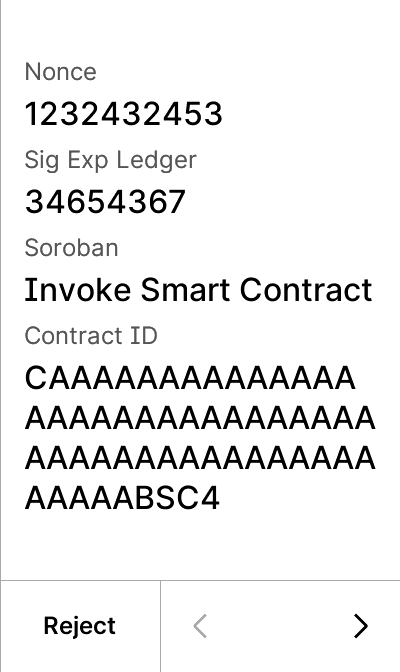 Nonce
1232432453
Sig Exp Ledger
34654367
Soroban
Invoke Smart Contract
Contract ID
CAAAAAAAAAAAAAA
AAAAAAAAAAAAAAAA
AAAAAAAAAAAAAAAA
AAAAABSC4
Reject